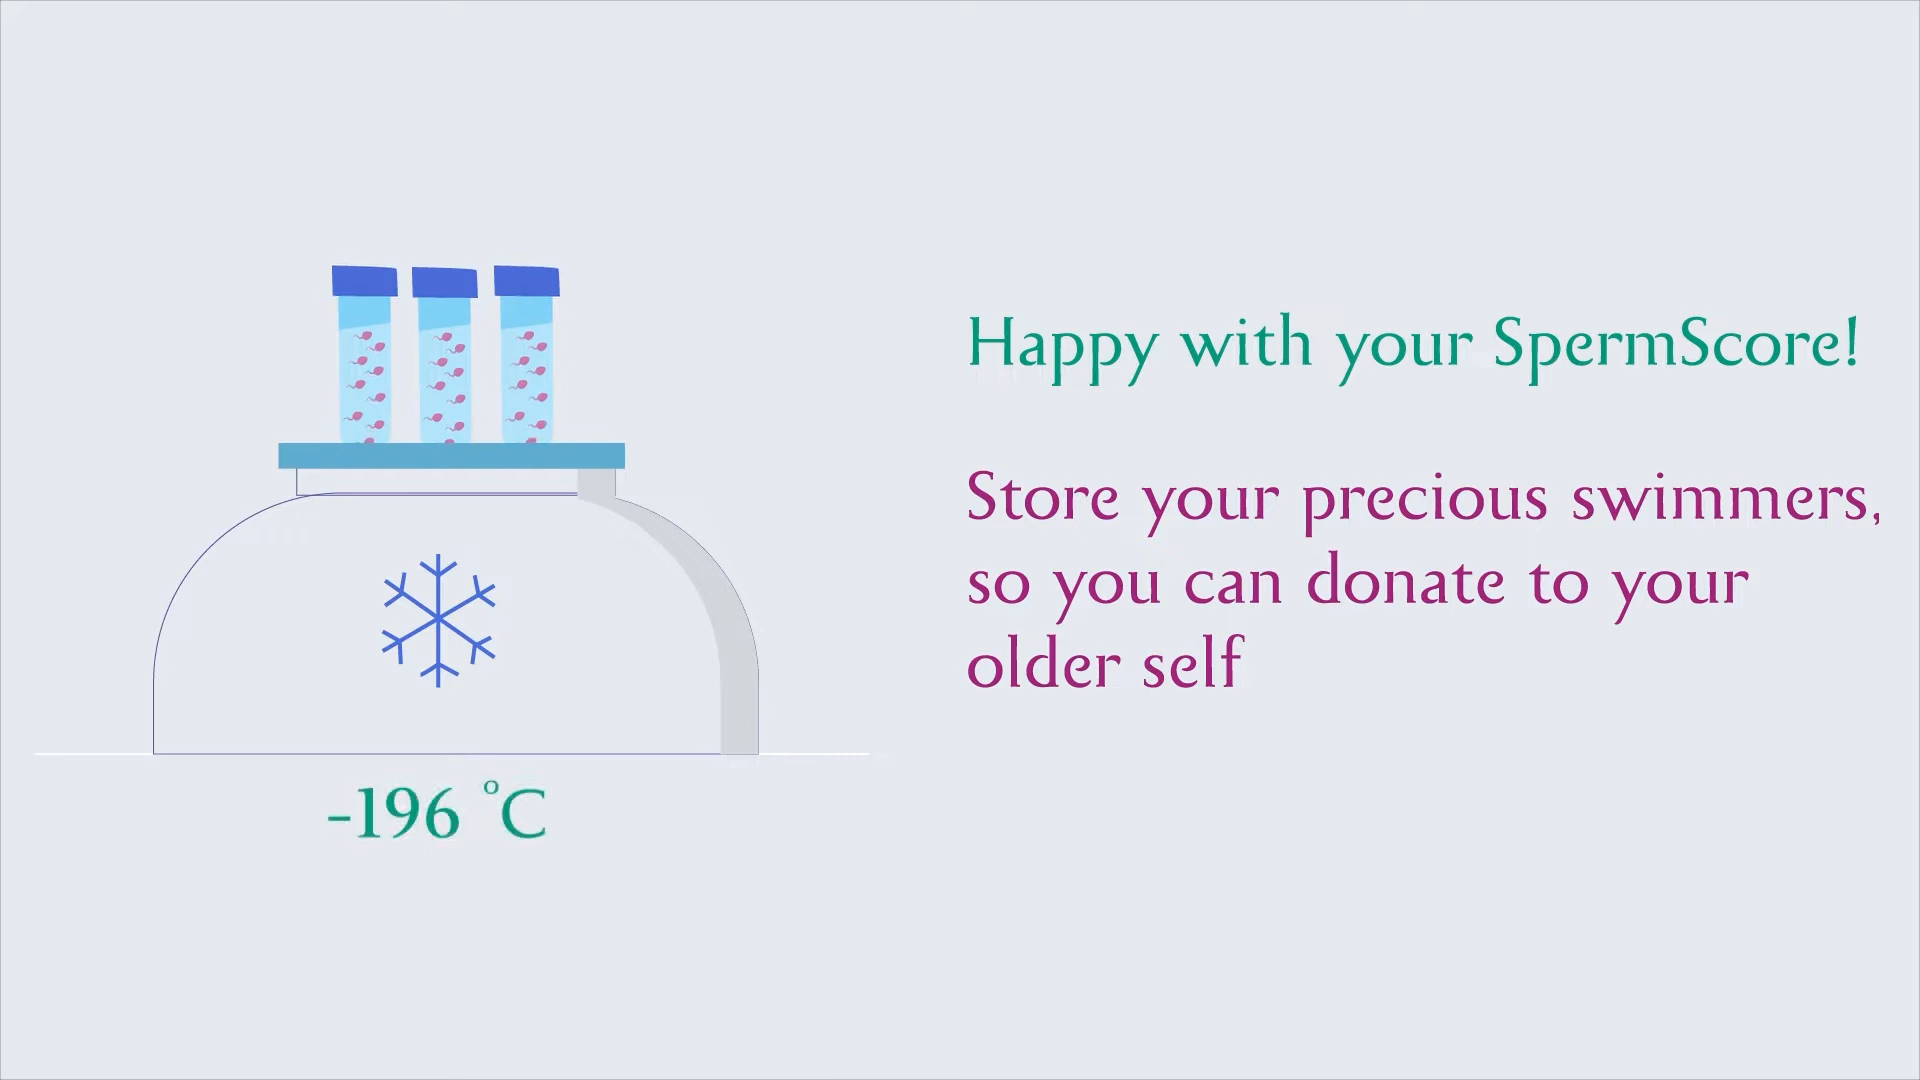 Happy with your SpermScore!
Store your precious swimmers,
so you can donate to your
older self
-196 °C